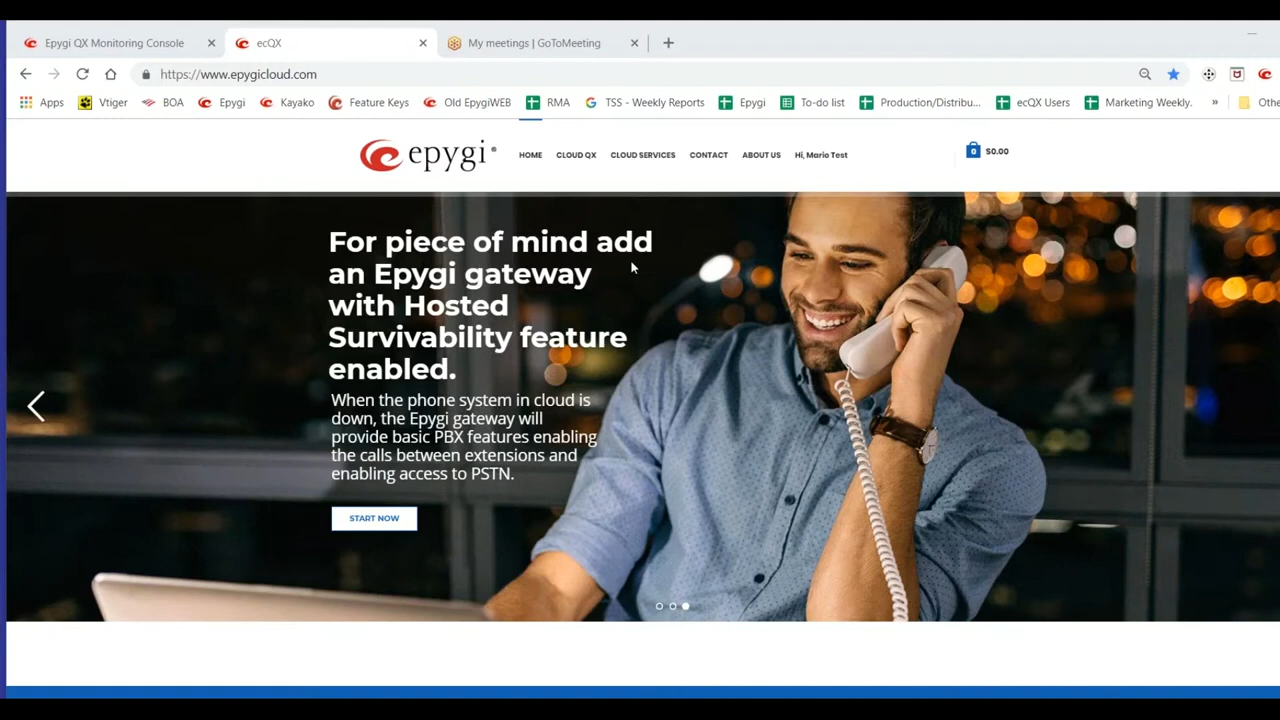 Epygi QX Monitoring Console
ecQX
My meetings | GoToMeeting
https://www.epygicloud.com
Apps Vtiger BOA Epygi Kayako Feature Keys Old EpygiWEB RMA TSS - Weekly Reports Epygi To-do list Production/Distribu... ecQX Users Marketing Weekly. » Othe
epygi®
HOME CLOUD QX CLOUD SERVICES CONTACT ABOUT US Hi, Mario Test
0 $0.00
For piece of mind add
an Epygi gateway
with Hosted
Survivability feature
enabled.
When the phone system in cloud is
down, the Epygi gateway will
provide basic PBX features enabling
the calls between extensions and
enabling access to PSTN.
START NOW